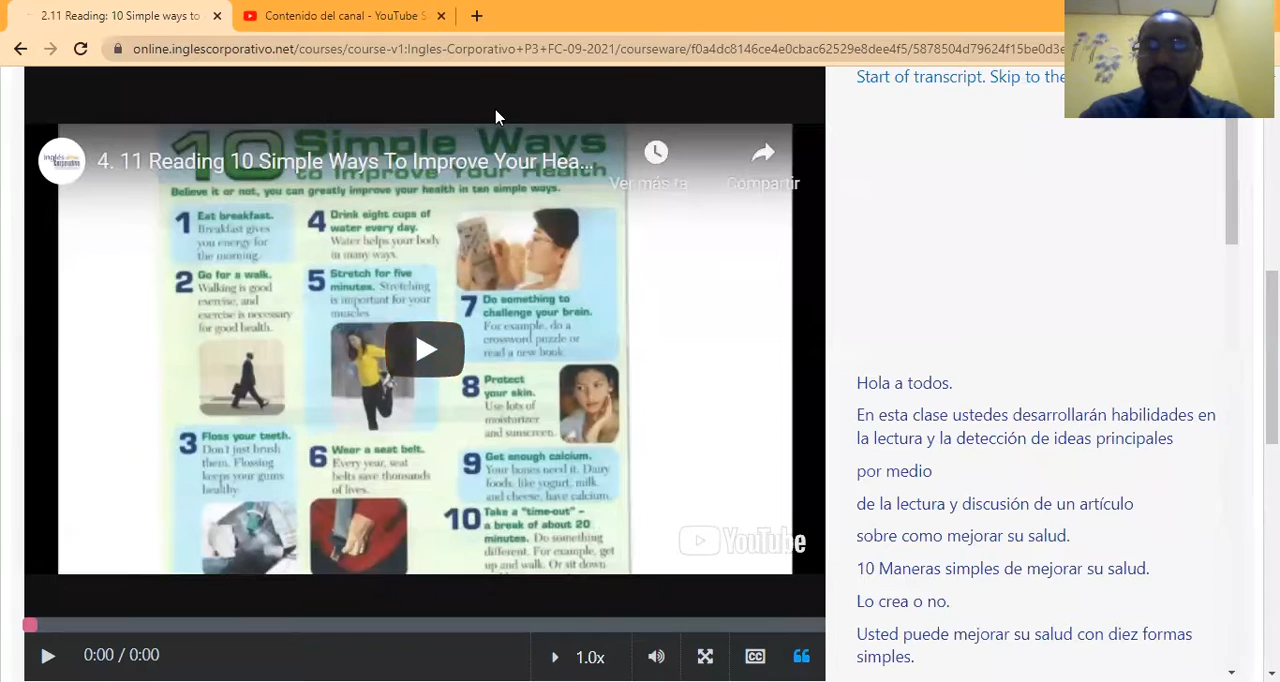 2.11 Reading: 10 Simple ways to
Contenido del canal - YouTube S
online.inglescorporativo.net/courses/course-v1:Ingles-Corporativo+P3+FC-09-2021/courseware/f0a4dc8146ce4e0cbac62529e8dee4f5/5878504d79624f15be0d3e
Start of transcript. Skip to the
10 Simple Ways
to Improve Your Health
4. 11 Reading 10 Simple Ways To Improve Your Hea...
Ver más ta
Compartir
Believe it or not, you can greatly improve your health in ten simple ways.
1 Eat breakfast.
Breakfast gives
you energy for
the morning.
2 Go for a walk.
Walking is good
exercise, and
exercise is necessary
for good health.
3 Floss your teeth.
Don't just brush
them. Flossing
keeps your gums
healthy.
4 Drink eight cups of
water every day.
Water helps your body
in many ways.
5 Stretch for five
minutes. Stretching
is important for your
muscles.
6 Wear a seat belt.
Every year, seat
belts save thousands
of lives.
7 Do something to
challenge your brain.
For example, do a
crossword puzzle or
read a new book.
8 Protect
your skin.
Use lots of
moisturizer
and sunscreen.
9 Get enough calcium.
Your bones need it. Dairy
foods, like yogurt, milk,
and cheese, have calcium.
10 Take a "time-out" –
a break of about 20
minutes. Do something
different. For example, get
up and walk. Or sit down
YouTube
0:00 / 0:00
1.0x
CC
Hola a todos.
En esta clase ustedes desarrollarán habilidades en
la lectura y la detección de ideas principales
por medio
de la lectura y discusión de un artículo
sobre como mejorar su salud.
10 Maneras simples de mejorar su salud.
Lo crea o no.
Usted puede mejorar su salud con diez formas
simples.